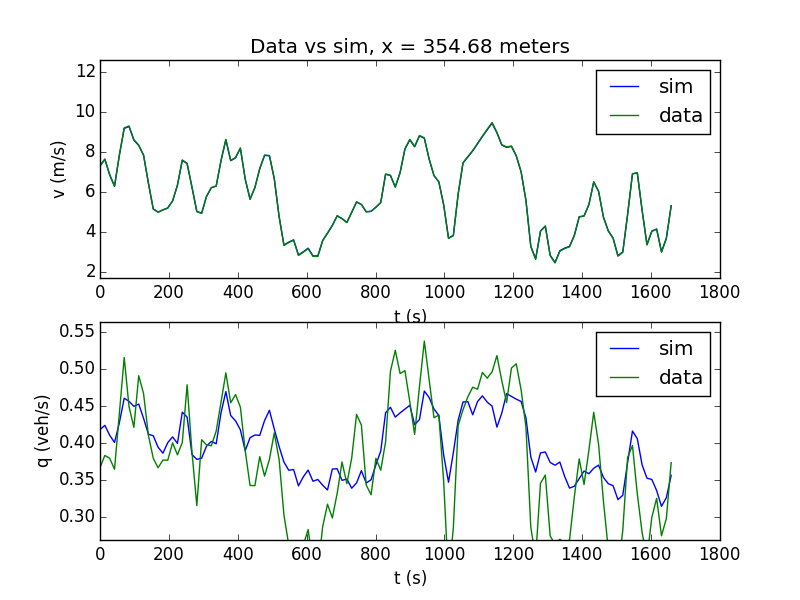 Data vs sim, x = 354.68 meters
12
10
8
6
4
2
v (m/s)
sim
data
0 200 400 600 800 1000 1200 1400 1600 1800
t (s)
0.55
0.50
0.45
0.40
0.35
0.30
q (veh/s)
sim
data
0 200 400 600 800 1000 1200 1400 1600 1800
t (s)